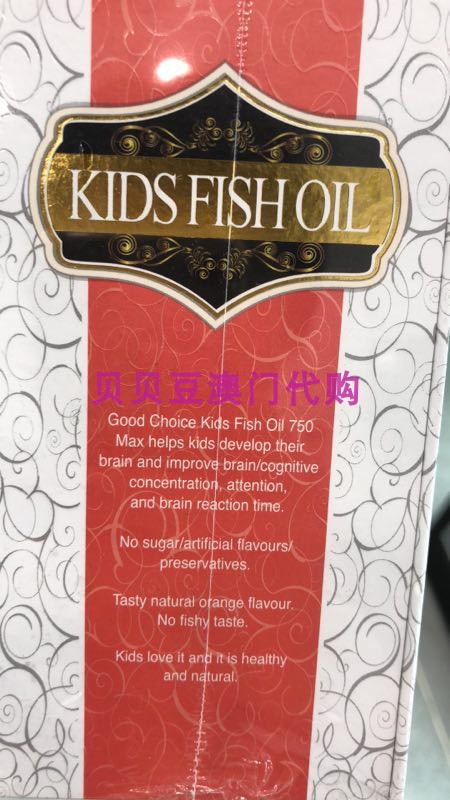 KIDS FISH OIL
贝贝豆澳门代购
Good Choice Kids Fish Oil 750
Max helps kids develop their
brain and improve brain/cognitive
concentration, attention,
and brain reaction time.
No sugar/artificial flavours/
preservatives.
Tasty natural orange flavour.
No fishy taste.
Kids love it and it is healthy
and natural.